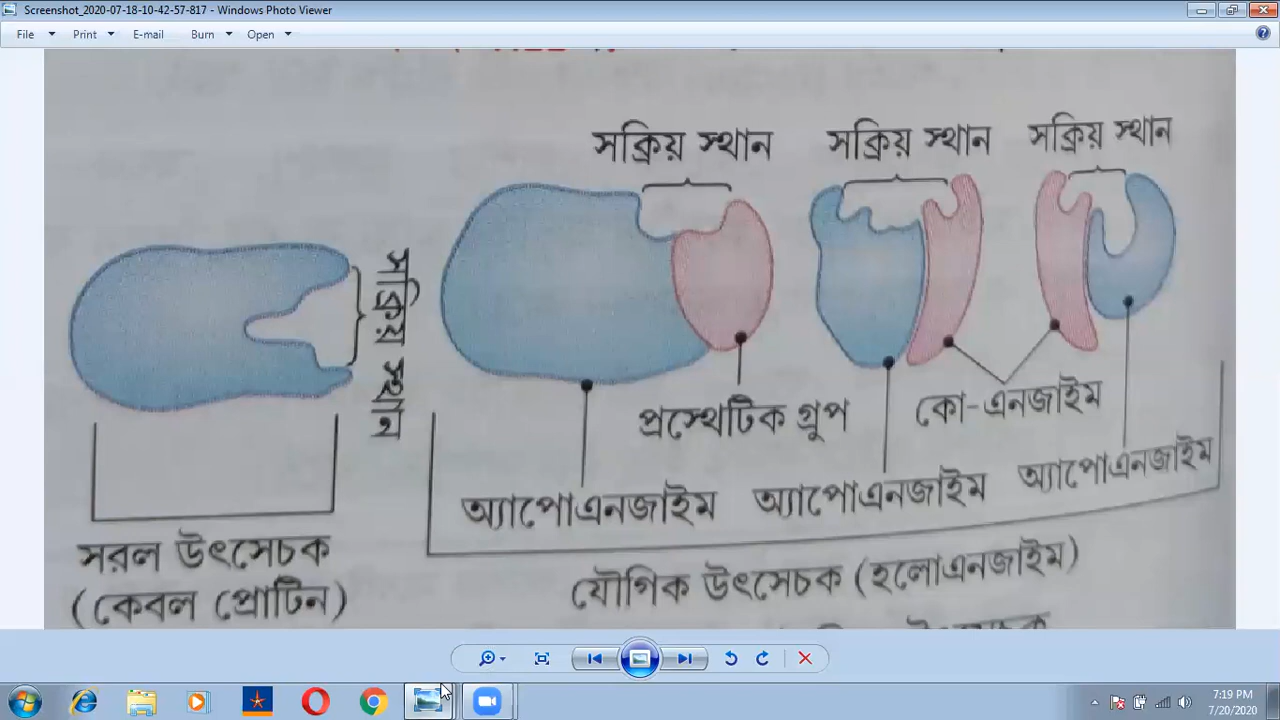 Screenshot_2020-07-18-10-42-57-817 - Windows Photo Viewer
File Print E-mail Burn Open
সক্রিয় স্থান সক্রিয় স্থান সক্রিয় স্থান
সক্রিয় স্থান
প্রস্থেটিক গ্রুপ
কো-এনজাইম
অ্যাপোএনজাইম অ্যাপোএনজাইম অ্যাপোএনজাইম
সরল উৎসেচক
(কেবল প্রোটিন)
যৌগিক উৎসেচক (হলোএনজাইম)
7:19 PM
7/20/2020